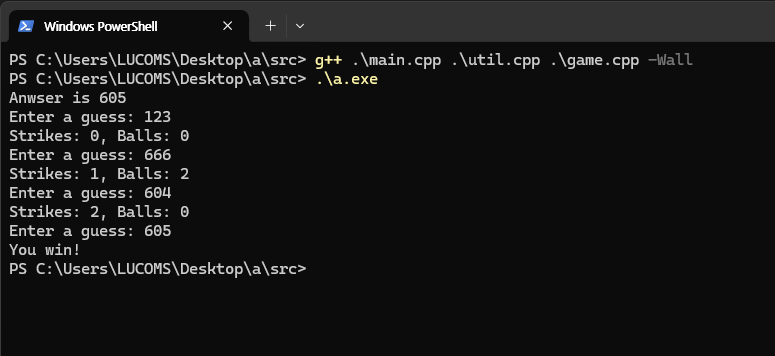 Windows PowerShell
PS C:\Users\LUCOMS\Desktop\a\src> g++ .\main.cpp .\util.cpp .\game.cpp -Wall
PS C:\Users\LUCOMS\Desktop\a\src> .\a.exe
Anwser is 605
Enter a guess: 123
Strikes: 0, Balls: 0
Enter a guess: 666
Strikes: 1, Balls: 2
Enter a guess: 604
Strikes: 2, Balls: 0
Enter a guess: 605
You win!
PS C:\Users\LUCOMS\Desktop\a\src>